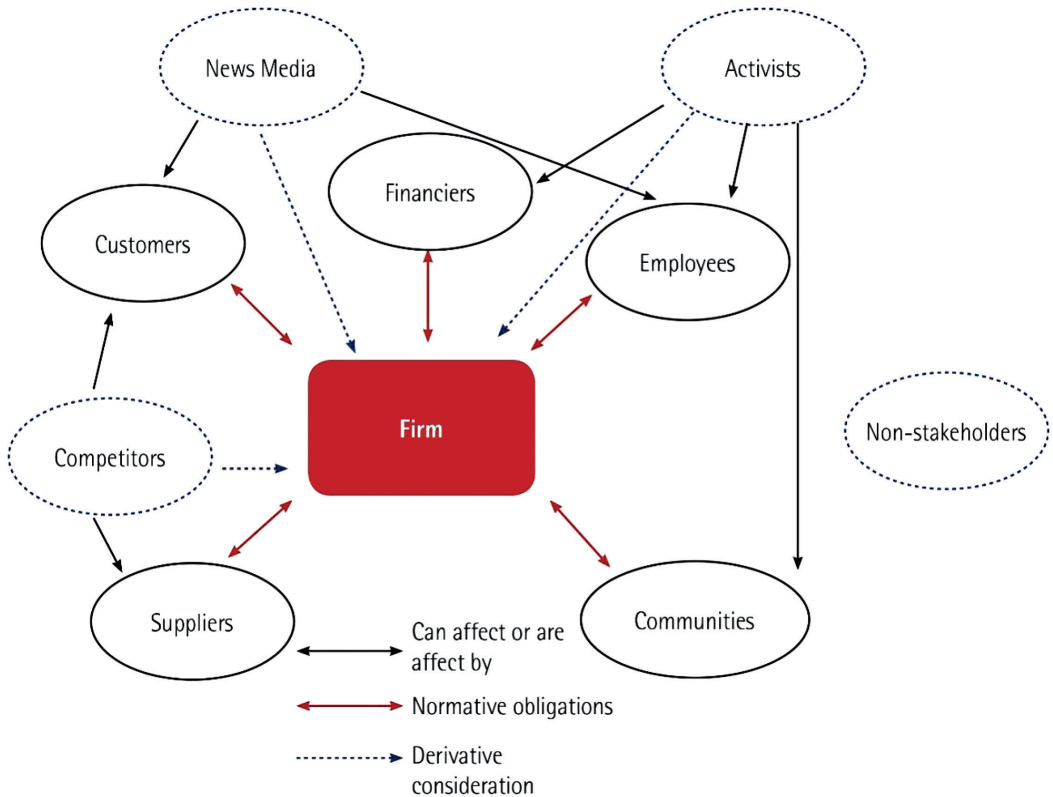 News Media
Activists
Financiers
Customers
Employees
Firm
Non-stakeholders
Competitors
Suppliers
Communities
Can affect or are
affect by
Normative obligations
Derivative
consideration